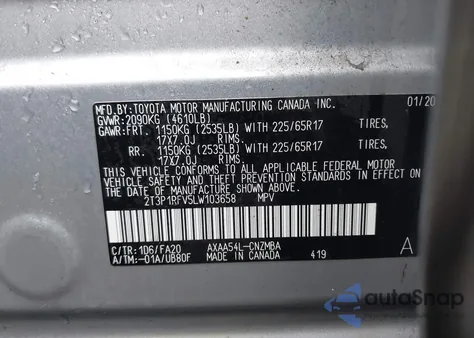 MFD.BY:TOYOTA MOTOR MANUFACTURING CANADA INC. 01/20
GVWR:2090KG (4610LB)
GAWR:FRT. 1150KG (2535LB) WITH 225/65R17 TIRES,
17X7.0J RIMS.
RR. 1150KG (2535LB) WITH 225/65R17 TIRES,
17X7.0J RIMS.
THIS VEHICLE CONFORMS TO ALL APPLICABLE FEDERAL MOTOR
VEHICLE SAFETY STANDARDS IN EFFECT ON THE DATE OF
MANUFACTURE SHOWN ABOVE.
2T3P1RFV5LW103658 MPV
C/TR:1D6/FA20 AXAA54L-CNZMBA A
A/TM:-01A/UB80F MADE IN CANADA 419
autoSnap